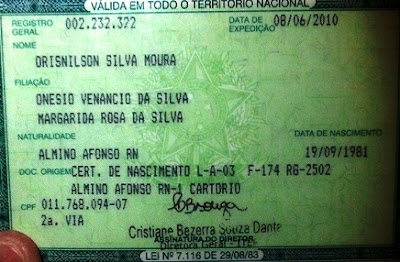 VÁLIDA EM TODO O TERRITÓRIO NACIONAL
REGISTRO GERAL 002.232.322 DATA DE EXPEDIÇÃO 08/06/2010
NOME
ORISNILSON SILVA MOURA
FILIAÇÃO
ONESIO VENANCIO DA SILVA
MARGARIDA ROSA DA SILVA
NATURALIDADE DATA DE NASCIMENTO
ALMINO AFONSO RN 19/09/1981
DOC. ORIGEM CERT. DE NASCIMENTO L-A-03 F-174 RG-2502
ALMINO AFONSO RN-1 CARTORIO
CPF 011.768.094-07
2a. VIA
Cristiane Bezerra Souza Dantas
ASSINATURA DO DIRETOR
Diretora Geral
LEI Nº 7.116 DE 29/08/83